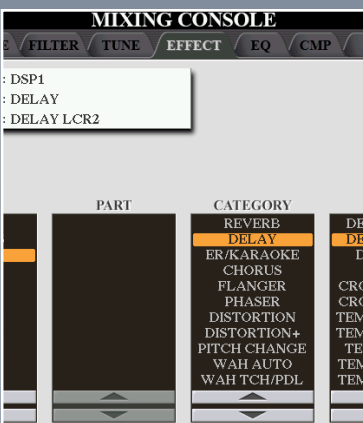 MIXING CONSOLE
FILTER TUNE EFFECT EQ CMP
: DSP1
: DELAY
: DELAY LCR2
PART CATEGORY
REVERB
DELAY
ER/KARAOKE
CHORUS
FLANGER
PHASER
DISTORTION
DISTORTION+
PITCH CHANGE
WAH AUTO
WAH TCH/PDL